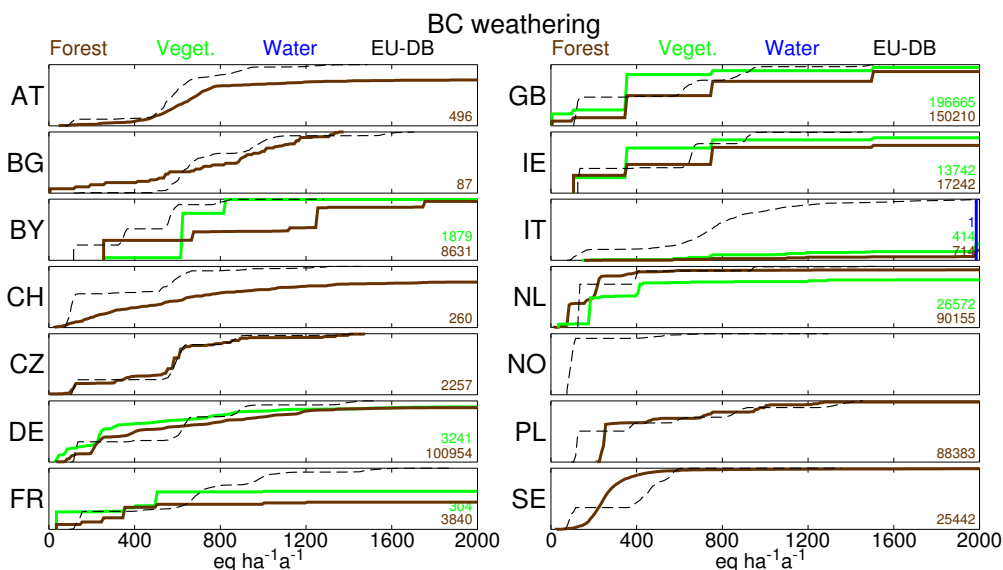 BC weathering
Forest Veget. Water EU-DB
Forest Veget. Water EU-DB
AT
496
BG
87
BY
1879
8631
CH
260
CZ
2257
DE
3241
100954
FR
304
3840
0 400 800 1200 1600 2000
eq ha⁻¹a⁻¹
GB
196665
150210
IE
13742
17242
IT
1
414
714
NL
26572
90155
NO
PL
88383
SE
25442
0 400 800 1200 1600 2000
eq ha⁻¹a⁻¹